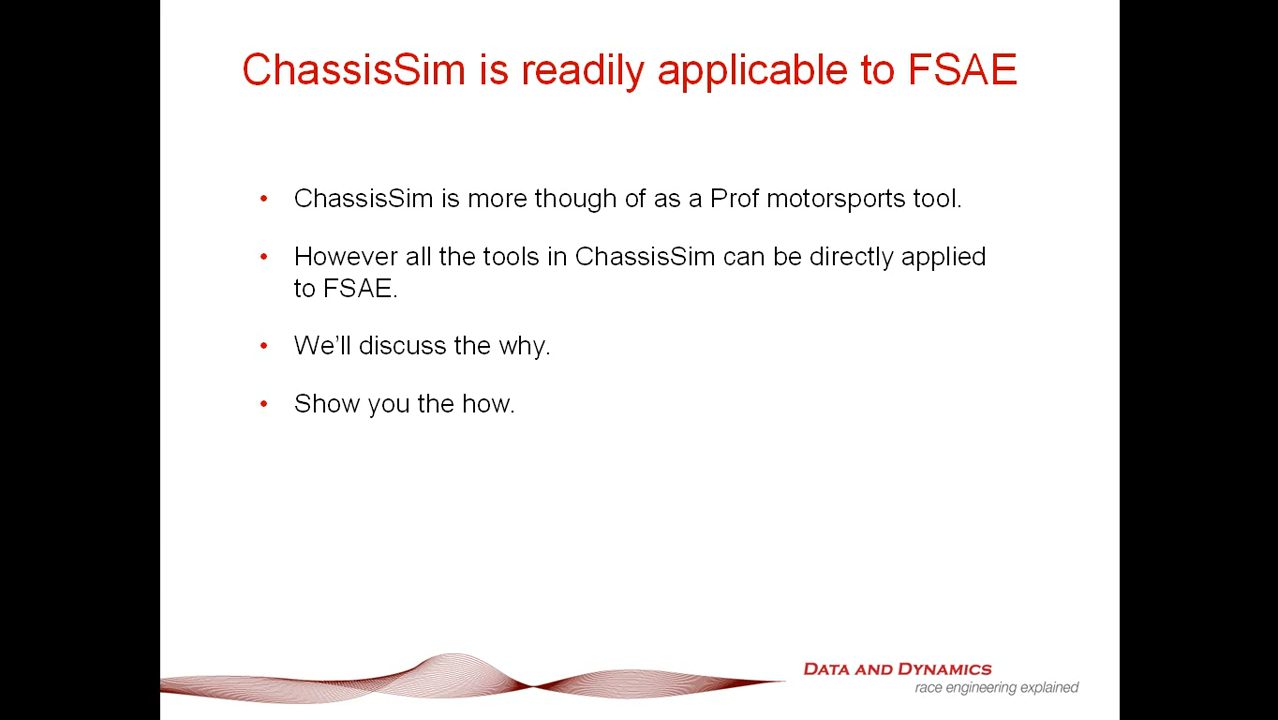 ChassisSim is readily applicable to FSAE
• ChassisSim is more though of as a Prof motorsports tool.
• However all the tools in ChassisSim can be directly applied
to FSAE.
• We’ll discuss the why.
• Show you the how.
DATA AND DYNAMICS
race engineering explained